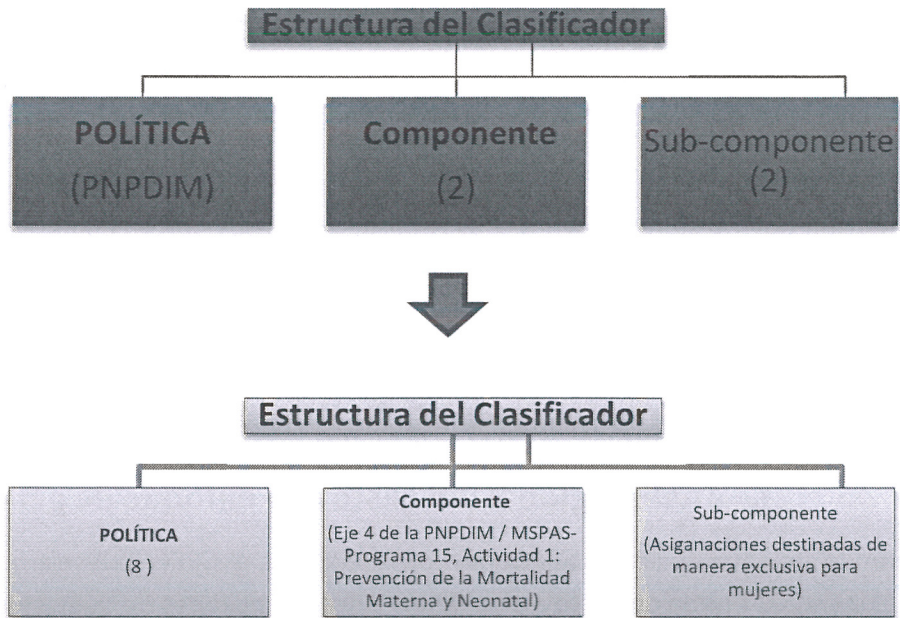 Estructura del Clasificador
POLÍTICA
(PNPDIM)
Componente
(2)
Sub-componente
(2)
Estructura del Clasificador
POLÍTICA
(8 )
Componente
(Eje 4 de la PNPDIM / MSPAS-
Programa 15, Actividad 1:
Prevención de la Mortalidad
Materna y Neonatal)
Sub-componente
(Asiganaciones destinadas de
manera exclusiva para
mujeres)